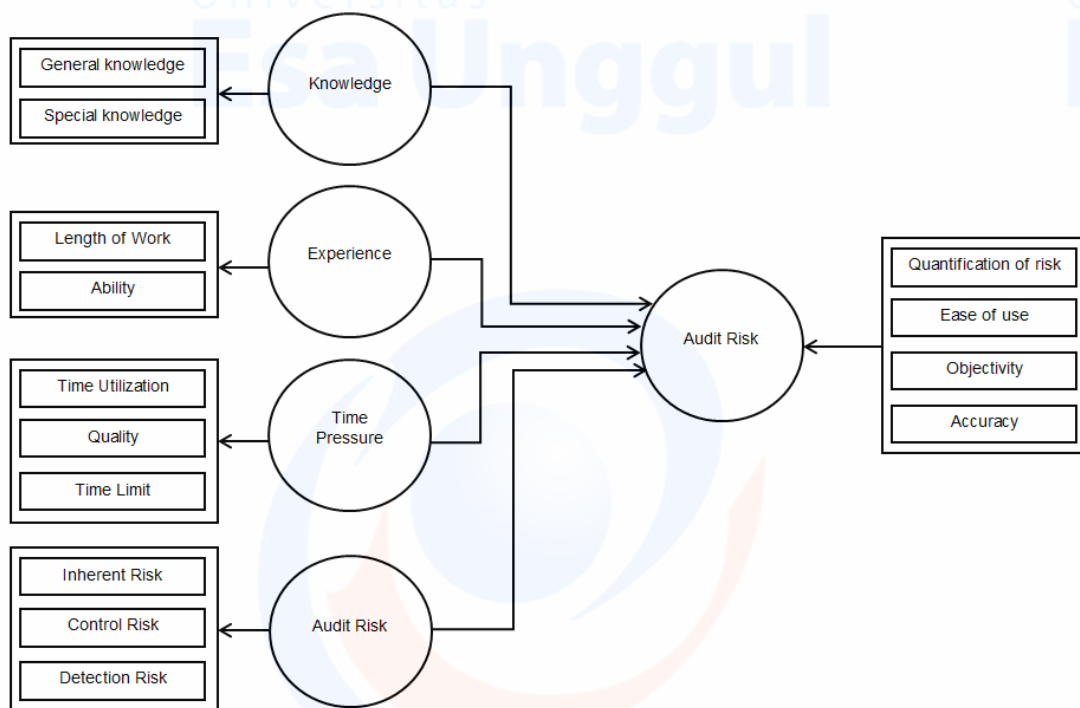 Universitas
Esa Unggul
General knowledge
Special knowledge
Knowledge
Length of Work
Ability
Experience
Time Utilization
Quality
Time Limit
Time
Pressure
Inherent Risk
Control Risk
Detection Risk
Audit Risk
Audit Risk
Quantification of risk
Ease of use
Objectivity
Accuracy